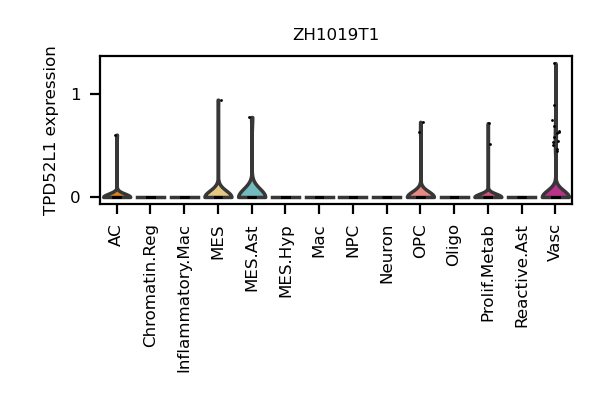 ZH1019T1
TPD52L1 expression
1
0
AC
Chromatin.Reg
Inflammatory.Mac
MES
MES.Ast
MES.Hyp
Mac
NPC
Neuron
OPC
Oligo
Prolif.Metab
Reactive.Ast
Vasc